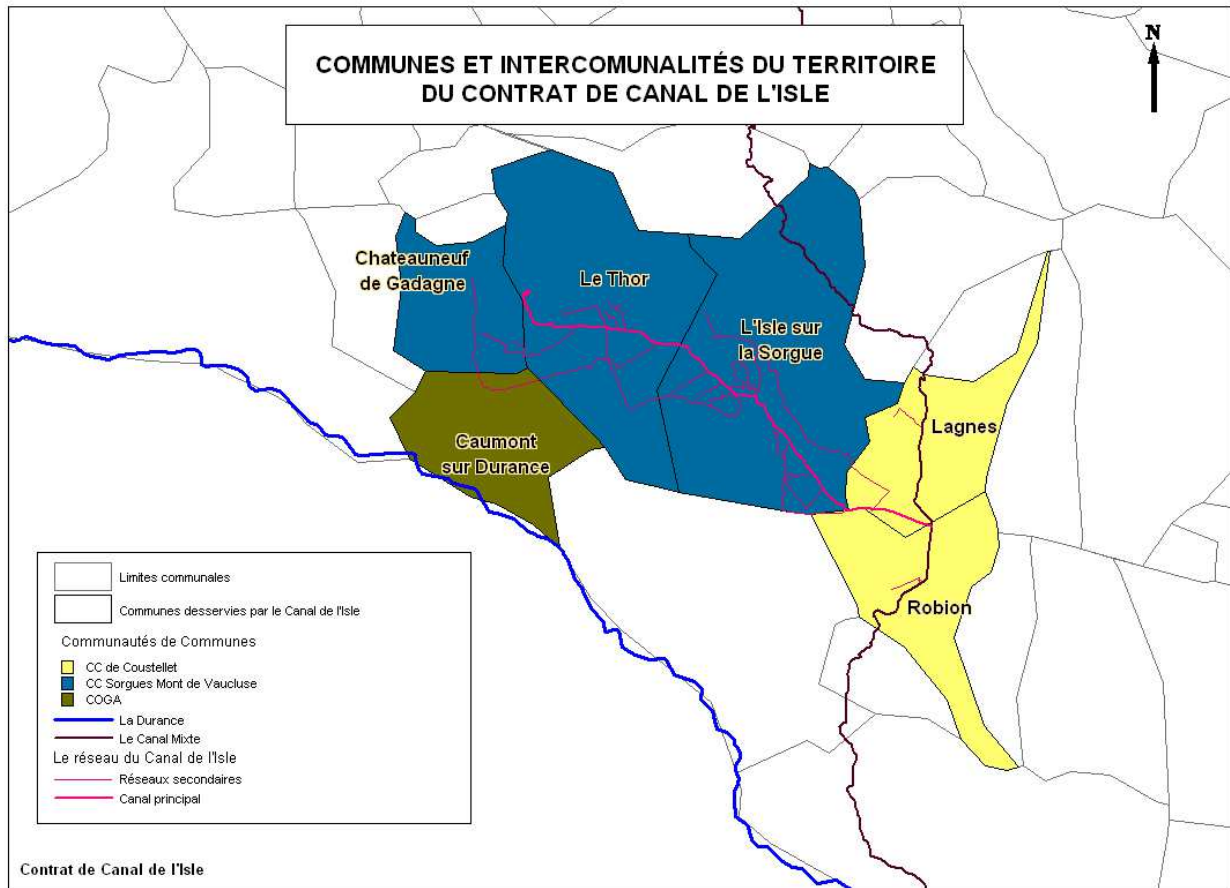 COMMUNES ET INTERCOMUNALITÉS DU TERRITOIRE
DU CONTRAT DE CANAL DE L'ISLE
N
Chateauneuf
de Gadagne
Le Thor
L'Isle sur
la Sorgue
Lagnes
Caumont
sur Durance
Robion
Limites communales
Communes desservies par le Canal de l'Isle
Communautés de Communes
CC de Coustellet
CC Sorgues Mont de Vaucluse
COGA
La Durance
Le Canal Mixte
Le réseau du Canal de l'Isle
Réseaux secondaires
Canal principal
Contrat de Canal de l'Isle